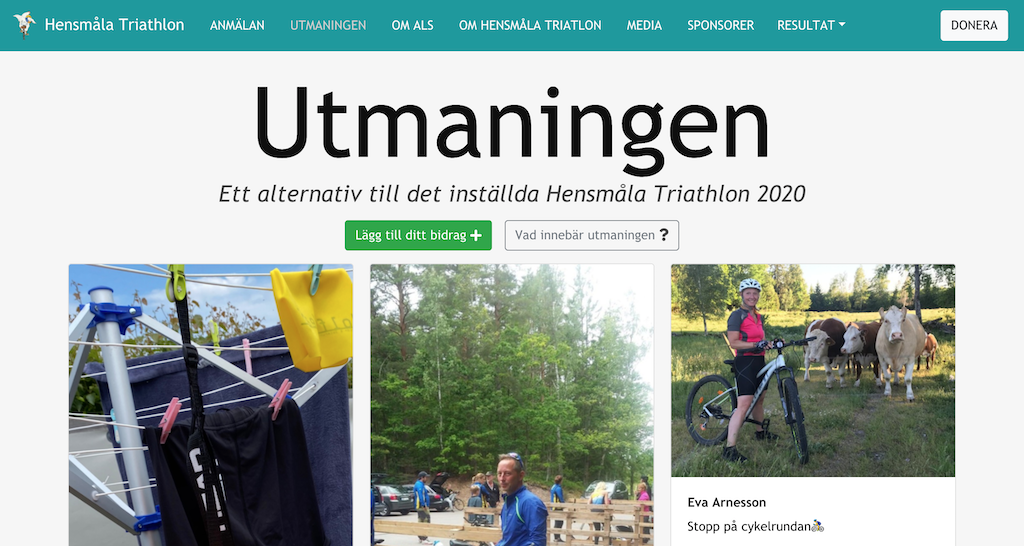 Hensmåla Triathlon
ANMÄLAN
UTMANINGEN
OM ALS
OM HENSMÅLA TRIATLON
MEDIA
SPONSORER
RESULTAT
DONERA
Utmaningen
Ett alternativ till det inställda Hensmåla Triathlon 2020
Lägg till ditt bidrag
Vad innebär utmaningen ?
Eva Arnesson
Stopp på cykelrundan🚴